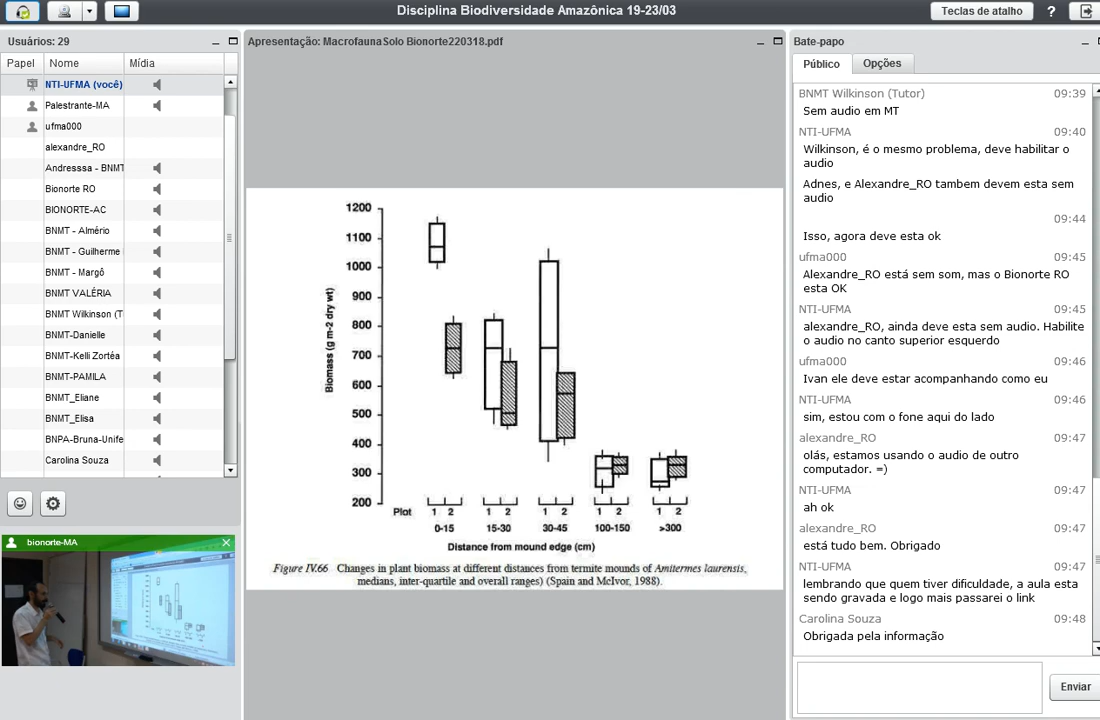 Disciplina Biodiversidade Amazônica 19-23/03
Teclas de atalho
?
Usuários: 29
Papel Nome Mídia
NTI-UFMA (você)
Palestrante-MA
ufma000
alexandre_RO
Andresssa - BNMT
Bionorte RO
BIONORTE-AC
BNMT - Almério
BNMT - Guilherme
BNMT - Margô
BNMT VALÉRIA
BNMT Wilkinson (T
BNMT-Danielle
BNMT-Kelli Zortéa
BNMT-PAMILA
BNMT_Eliane
BNMT_Elisa
BNPA-Bruna-Unife
Carolina Souza
bionorte-MA
Apresentação: MacrofaunaSolo Bionorte220318.pdf
Biomass (g m-2 dry wt)
1200
1100
1000
900
800
700
600
500
400
300
200
Plot 1 2 1 2 1 2 1 2 1 2
0-15 15-30 30-45 100-150 >300
Distance from mound edge (cm)
Figure IV.66 Changes in plant biomass at different distances from termite mounds of Amitermes laurensis,
medians, inter-quartile and overall ranges) (Spain and McIvor, 1988).
Bate-papo
Público Opções
BNMT Wilkinson (Tutor) 09:39
Sem audio em MT
NTI-UFMA 09:40
Wilkinson, é o mesmo problema, deve habilitar o
audio
Adnes, e Alexandre_RO tambem devem esta sem
audio
09:44
Isso, agora deve esta ok
ufma000 09:45
Alexandre_RO está sem som, mas o Bionorte RO
esta OK
NTI-UFMA 09:45
alexandre_RO, ainda deve esta sem audio. Habilite
o audio no canto superior esquerdo
ufma000 09:46
Ivan ele deve estar acompanhando como eu
NTI-UFMA 09:46
sim, estou com o fone aqui do lado
alexandre_RO 09:47
olás, estamos usando o audio de outro
computador. =)
NTI-UFMA 09:47
ah ok
alexandre_RO 09:47
está tudo bem. Obrigado
NTI-UFMA 09:47
lembrando que quem tiver dificuldade, a aula esta
sendo gravada e logo mais passarei o link
Carolina Souza 09:48
Obrigada pela informação
Enviar